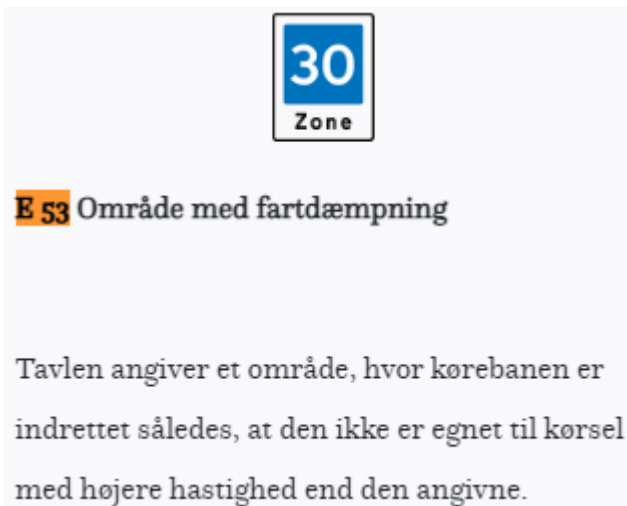 30
Zone
E 53 Område med fartdæmpning
Tavlen angiver et område, hvor kørebanen er
indrettet således, at den ikke er egnet til kørsel
med højere hastighed end den angivne.